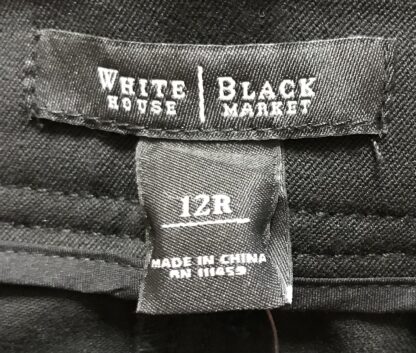 WHITE | BLACK
HOUSE | MARKET
12R
MADE IN CHINA
RN 111459